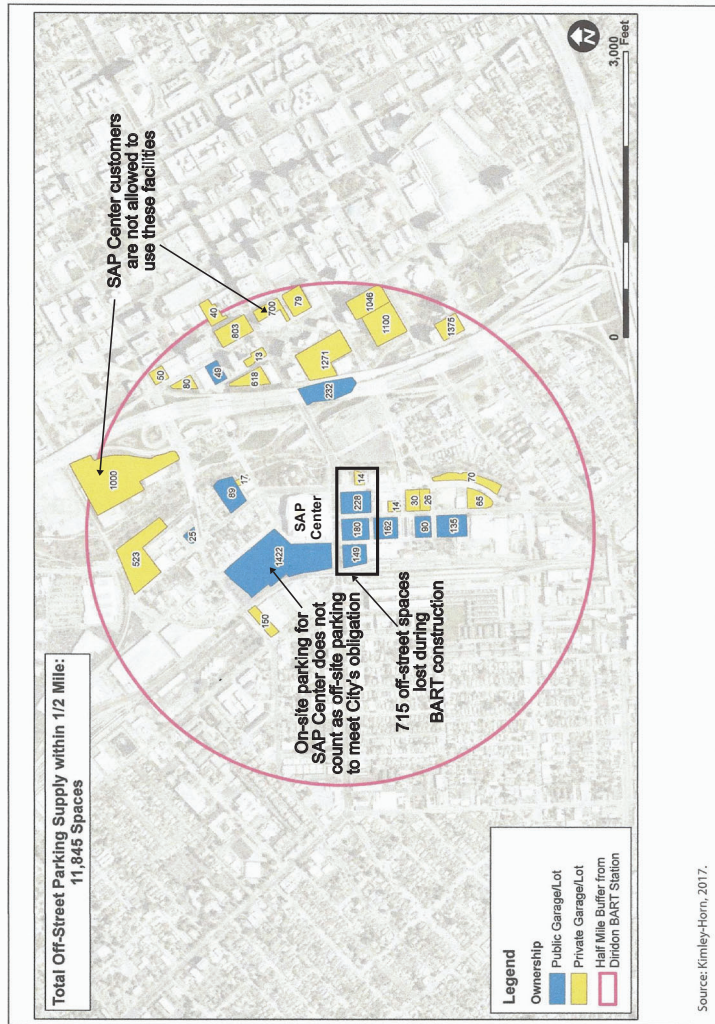 Total Off-Street Parking Supply within 1/2 Mile:
11,845 Spaces
SAP Center customers
are not allowed to
use these facilities
N
1000
523
50
80
49
40
803
700
79
13
618
25
89
17
1271
232
1046
1100
1375
1422
150
SAP
Center
On-site parking for
SAP Center does not
count as off-site parking
to meet City's obligation
149
180
228
14
162
14
30
26
90
135
65
70
715 off-street spaces
lost during
BART construction
Legend
Ownership
Public Garage/Lot
Private Garage/Lot
Half Mile Buffer from
Diridon BART Station
0
3,000
Feet
Source: Kimley-Horn, 2017.